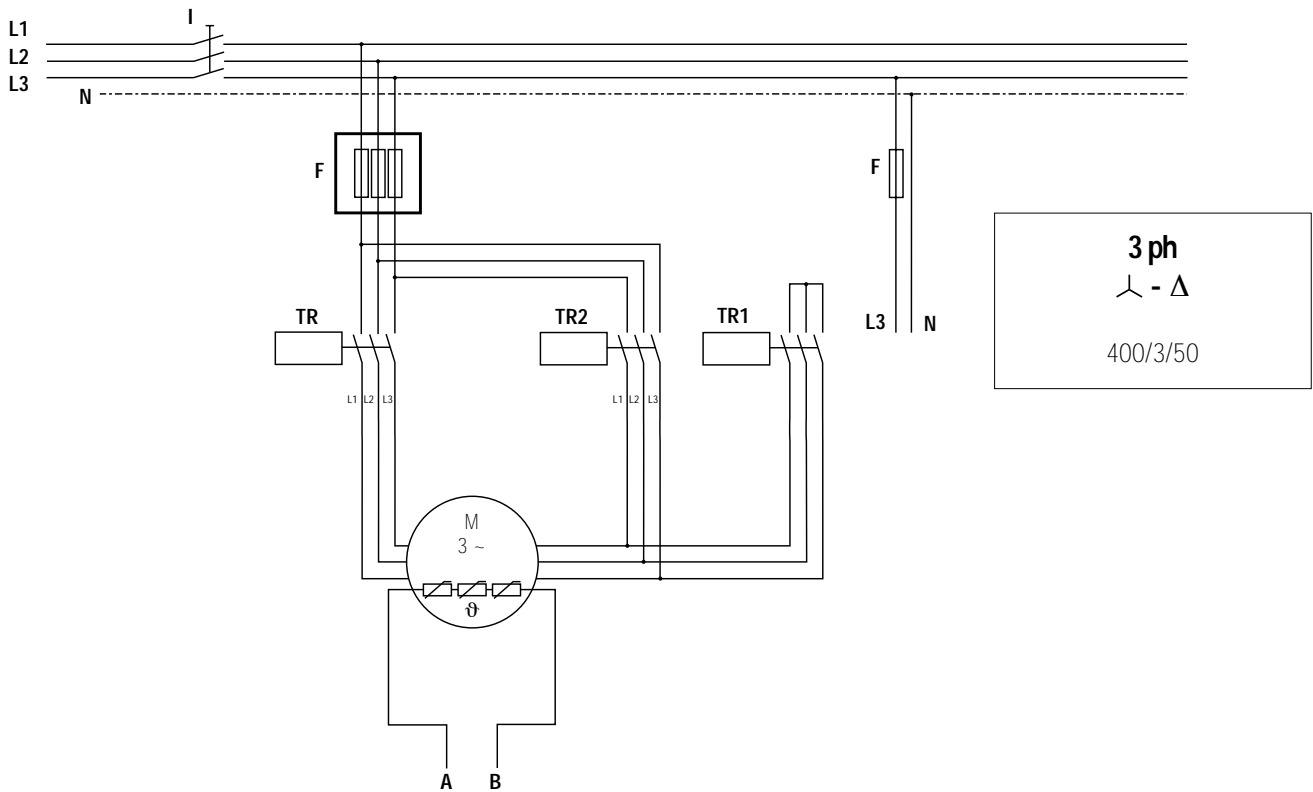 I
L1
L2
L3
N
F
F
3 ph
⅄ - Δ
400/3/50
TR
TR2
TR1
L3
N
L1 L2 L3
L1 L2 L3
M
3 ~
ϑ
A
B